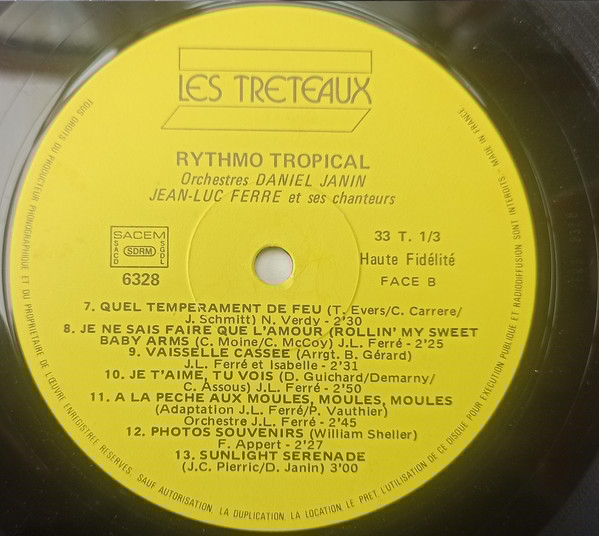 LES TRETEAUX
RYTHMO TROPICAL
Orchestres DANIEL JANIN
JEAN-LUC FERRE et ses chanteurs
SACEM
SACD
SDRM
SGDL
6328
33 T. 1/3
Haute Fidélité
FACE B
7. QUEL TEMPERAMENT DE FEU (T. Evers/C. Carrere/
J. Schmitt) N. Verdy - 2'30
8. JE NE SAIS FAIRE QUE L'AMOUR (ROLLIN' MY SWEET
BABY ARMS (C. Moine/C. McCoy) J.L. Ferré - 2'25
9. VAISSELLE CASSEE (Arrgt. B. Gérard)
J.L. Ferré et Isabelle - 2'31
10. JE T'AIME, TU VOIS (D. Guichard/Demarny/
C. Assous) J.L. Ferré - 2'50
11. A LA PECHE AUX MOULES, MOULES, MOULES
(Adaptation J.L. Ferré/P. Vauthier)
Orchestre J.L. Ferré - 2'45
12. PHOTOS SOUVENIRS (William Sheller)
F. Appert - 2'27
13. SUNLIGHT SERENADE
(J.C. Pierric/D. Janin) 3'00
TOUS DROITS DU PRODUCTEUR PHONOGRAPHIQUE ET DU PROPRIETAIRE DE L'ŒUVRE ENREGISTREE RESERVES. SAUF AUTORISATION, LA DUPLICATION, LA LOCATION, LE PRET, L'UTILISATION DE CE DISQUE POUR EXECUTION PUBLIQUE ET RADIODIFFUSION SONT INTERDITS - MADE IN FRANCE